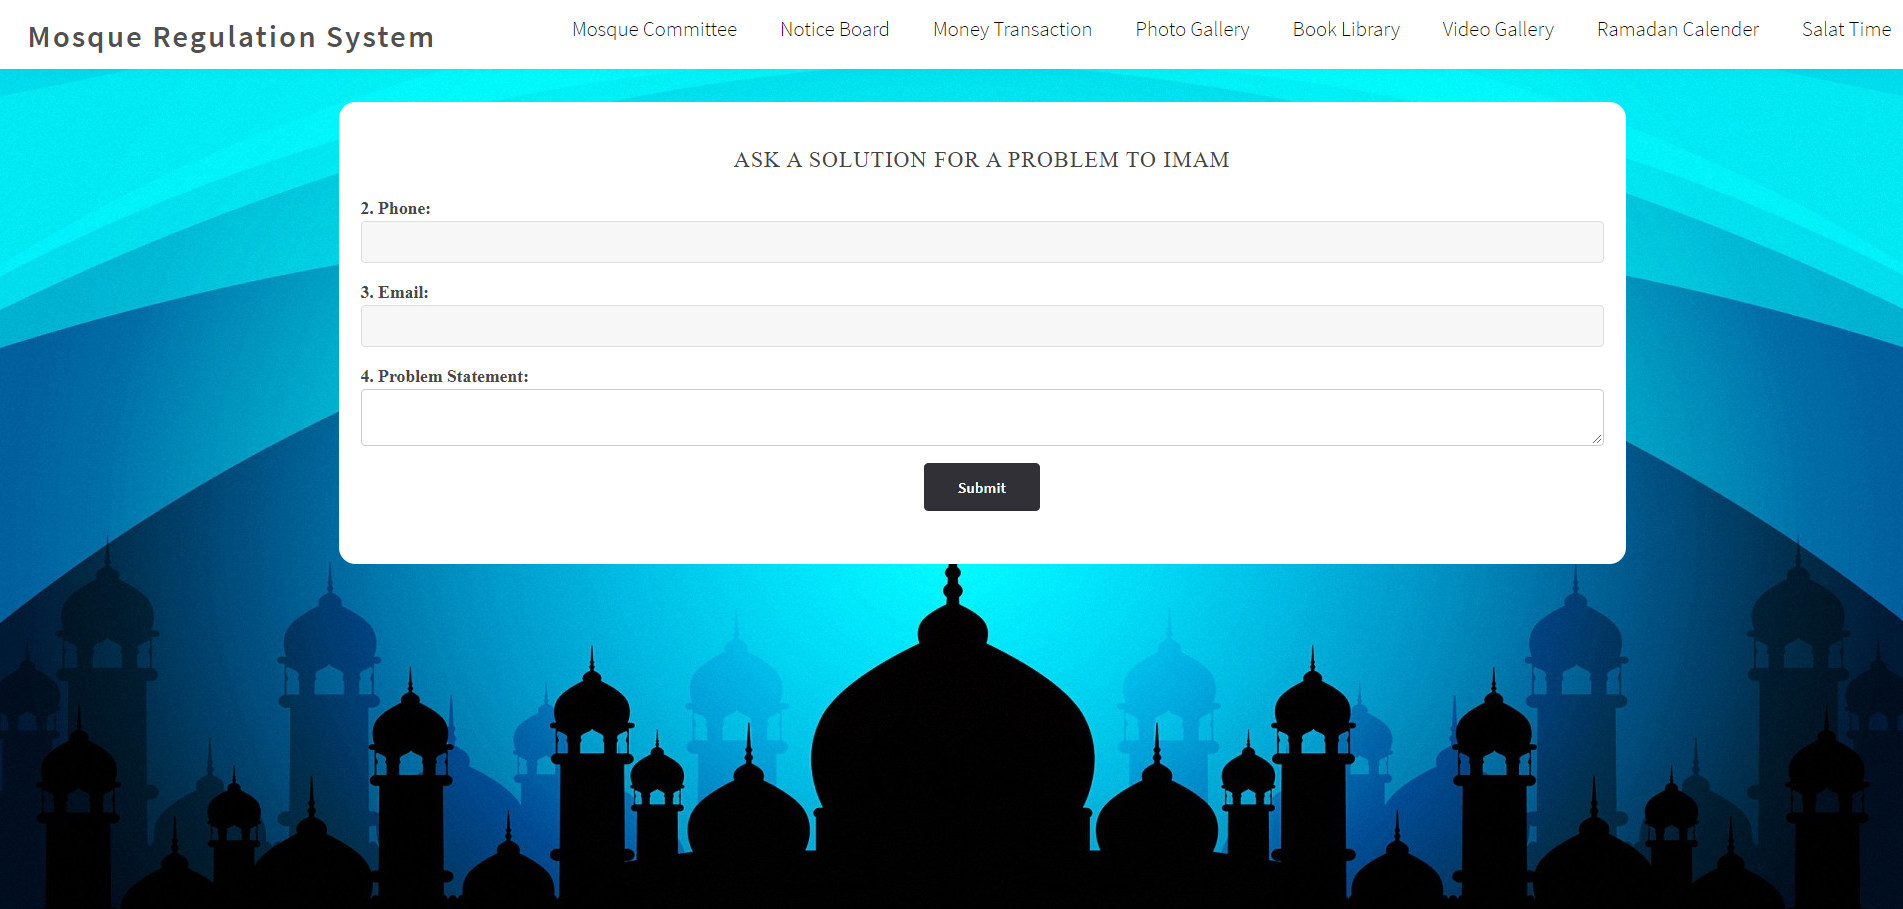 Mosque Regulation System
Mosque Committee Notice Board Money Transaction Photo Gallery Book Library Video Gallery Ramadan Calender Salat Time
ASK A SOLUTION FOR A PROBLEM TO IMAM
2. Phone:
3. Email:
4. Problem Statement:
Submit